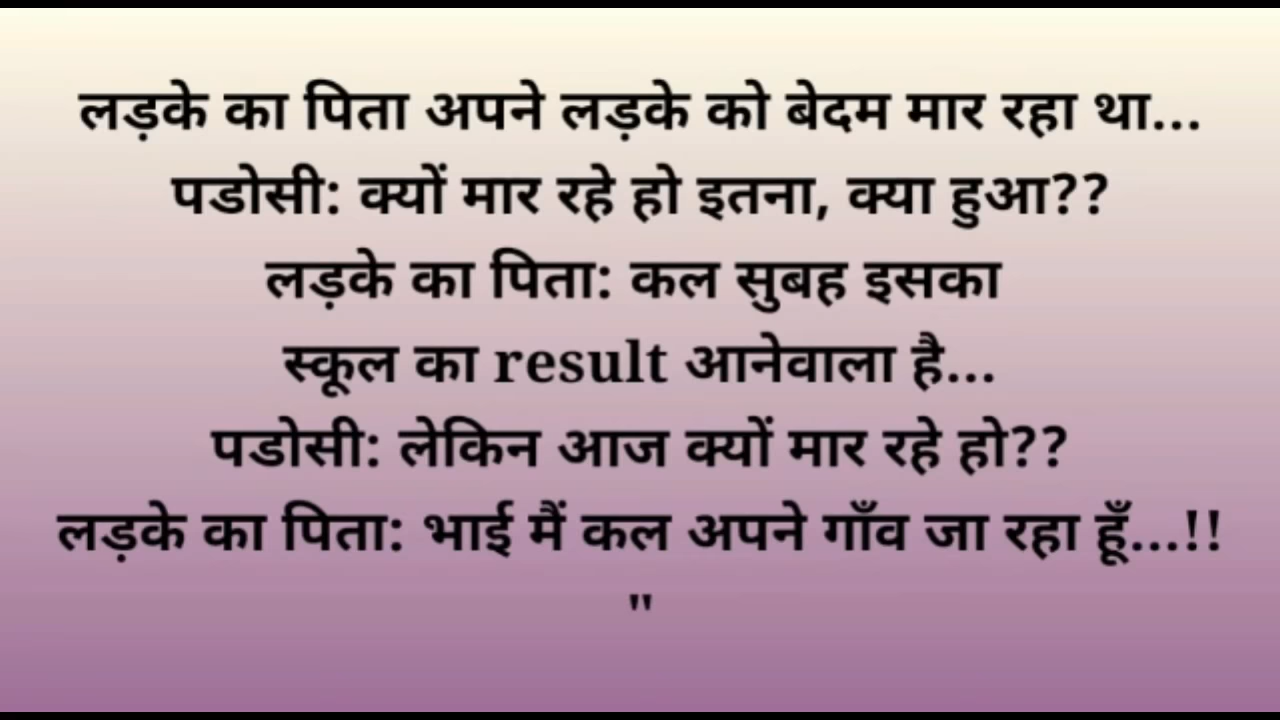 लड़के का पिता अपने लड़के को बेदम मार रहा था...
पडोसी: क्यों मार रहे हो इतना, क्या हुआ??
लड़के का पिता: कल सुबह इसका
स्कूल का result आनेवाला है...
पडोसी: लेकिन आज क्यों मार रहे हो??
लड़के का पिता: भाई मैं कल अपने गाँव जा रहा हूँ...!!
"